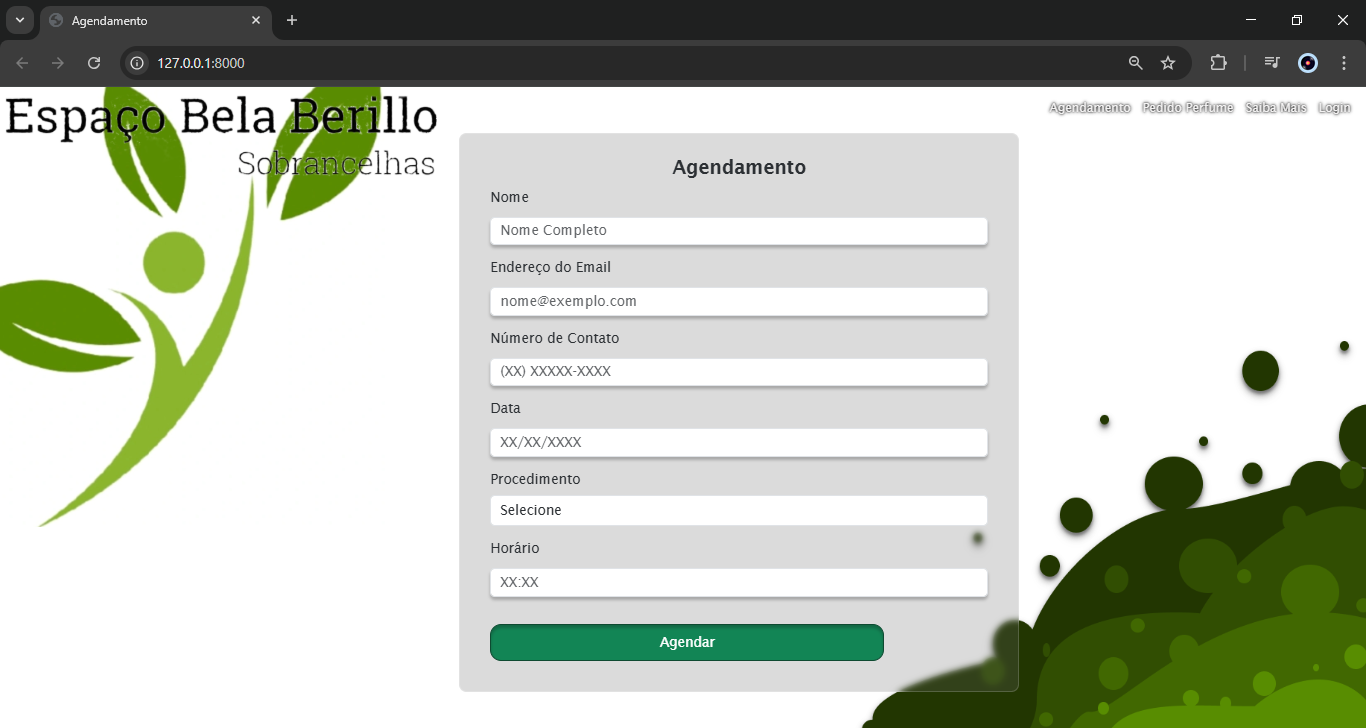 Agendamento
127.0.0.1:8000
Espaço Bela Berillo
Sobrancelhas
Agendamento Pedido Perfume Saiba Mais Login
Agendamento
Nome
Nome Completo
Endereço do Email
nome@exemplo.com
Número de Contato
(XX) XXXXX-XXXX
Data
XX/XX/XXXX
Procedimento
Selecione
Horário
XX:XX
Agendar